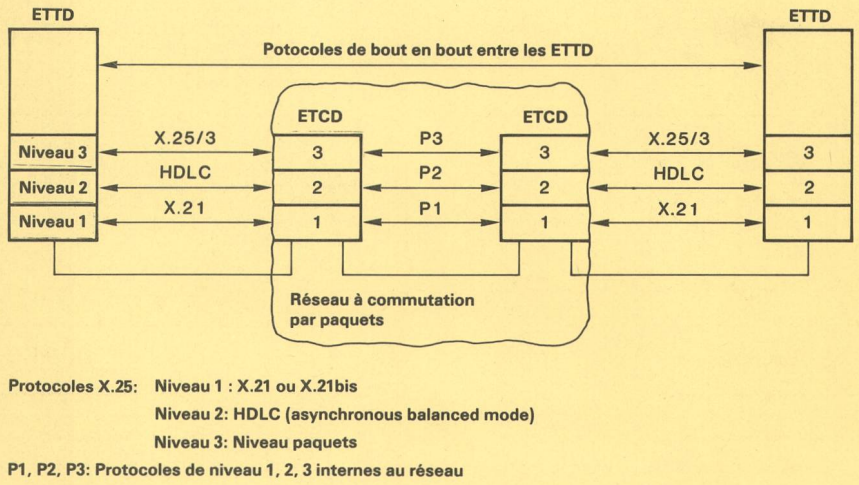 ETTD ETTD
Potocoles de bout en bout entre les ETTD
ETCD ETCD
Niveau 3 X.25/3 3 P3 3 X.25/3 3
Niveau 2 HDLC 2 P2 2 HDLC 2
Niveau 1 X.21 1 P1 1 X.21 1
Réseau à commutation
par paquets
Protocoles X.25: Niveau 1 : X.21 ou X.21bis
Niveau 2: HDLC (asynchronous balanced mode)
Niveau 3: Niveau paquets
P1, P2, P3: Protocoles de niveau 1, 2, 3 internes au réseau